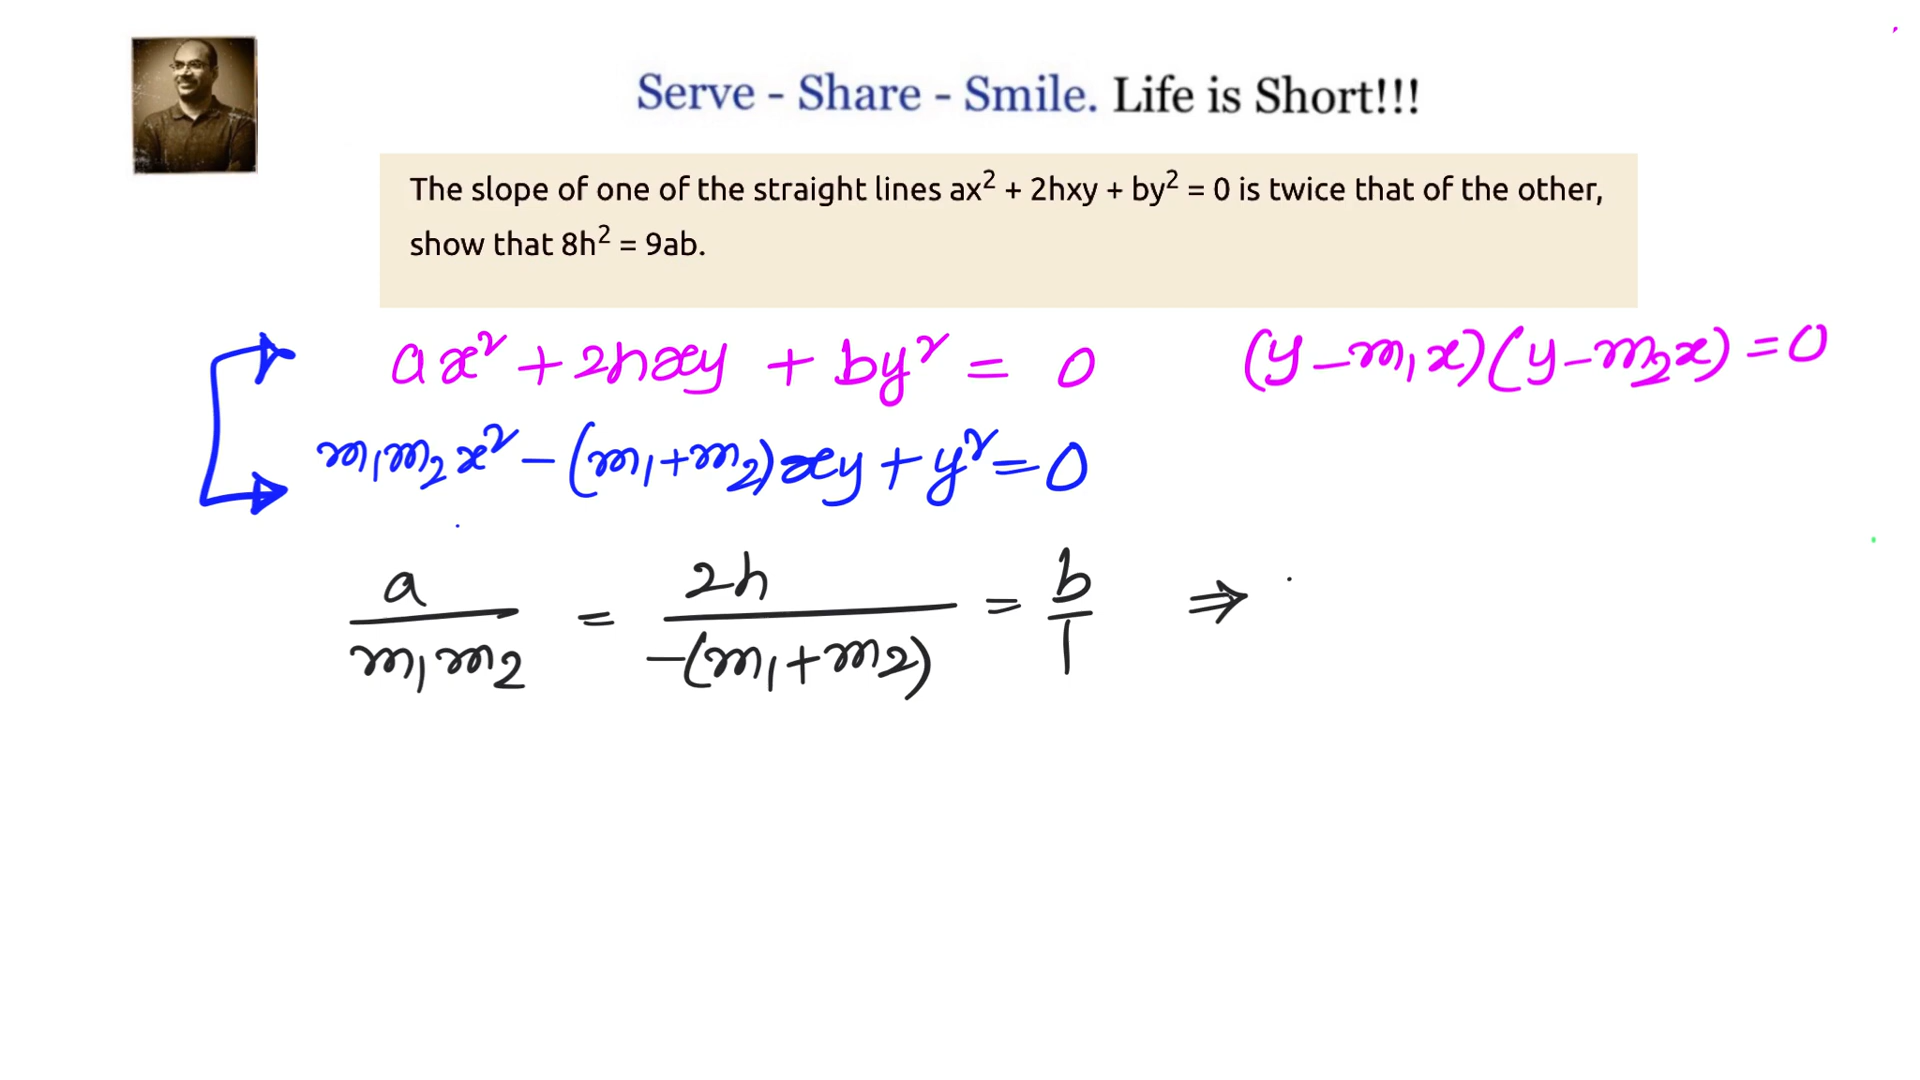 Serve - Share - Smile. Life is Short!!!
The slope of one of the straight lines ax² + 2hxy + by² = 0 is twice that of the other,
show that 8h² = 9ab.
ax² + 2hxy + by² = 0 (y - m₁x)(y - m₂x) = 0
m₁m₂x² - (m₁+m₂)xy + y² = 0
a/m₁m₂ = 2h/-(m₁+m₂) = b/1 ⇒